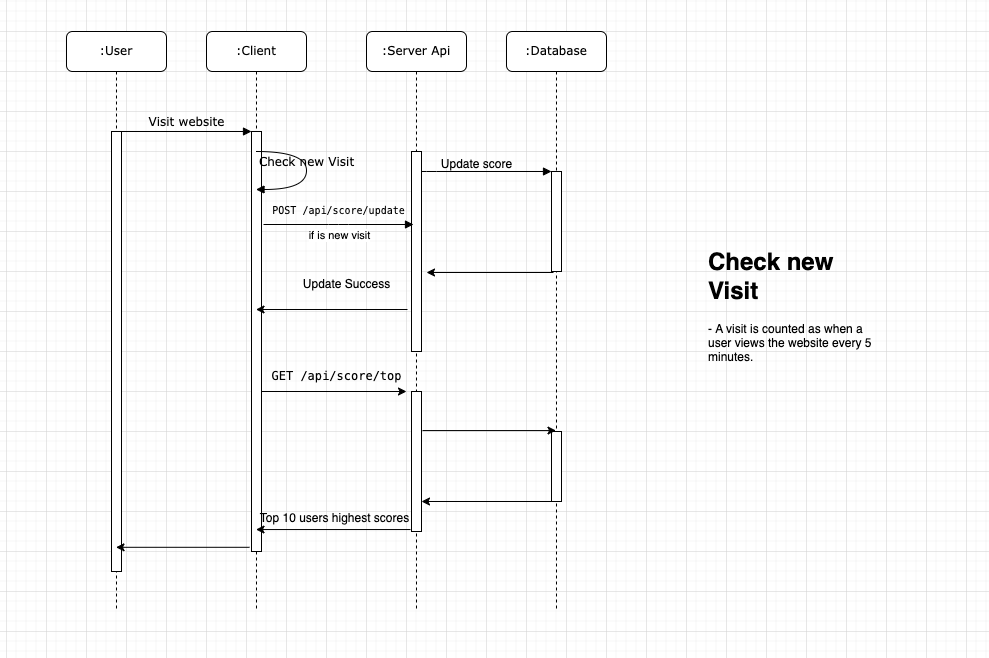 :User
:Client
:Server Api
:Database
Visit website
Check new Visit
Update score
POST /api/score/update
if is new visit
Update Success
GET /api/score/top
Top 10 users highest scores
Check new
Visit
- A visit is counted as when a
user views the website every 5
minutes.